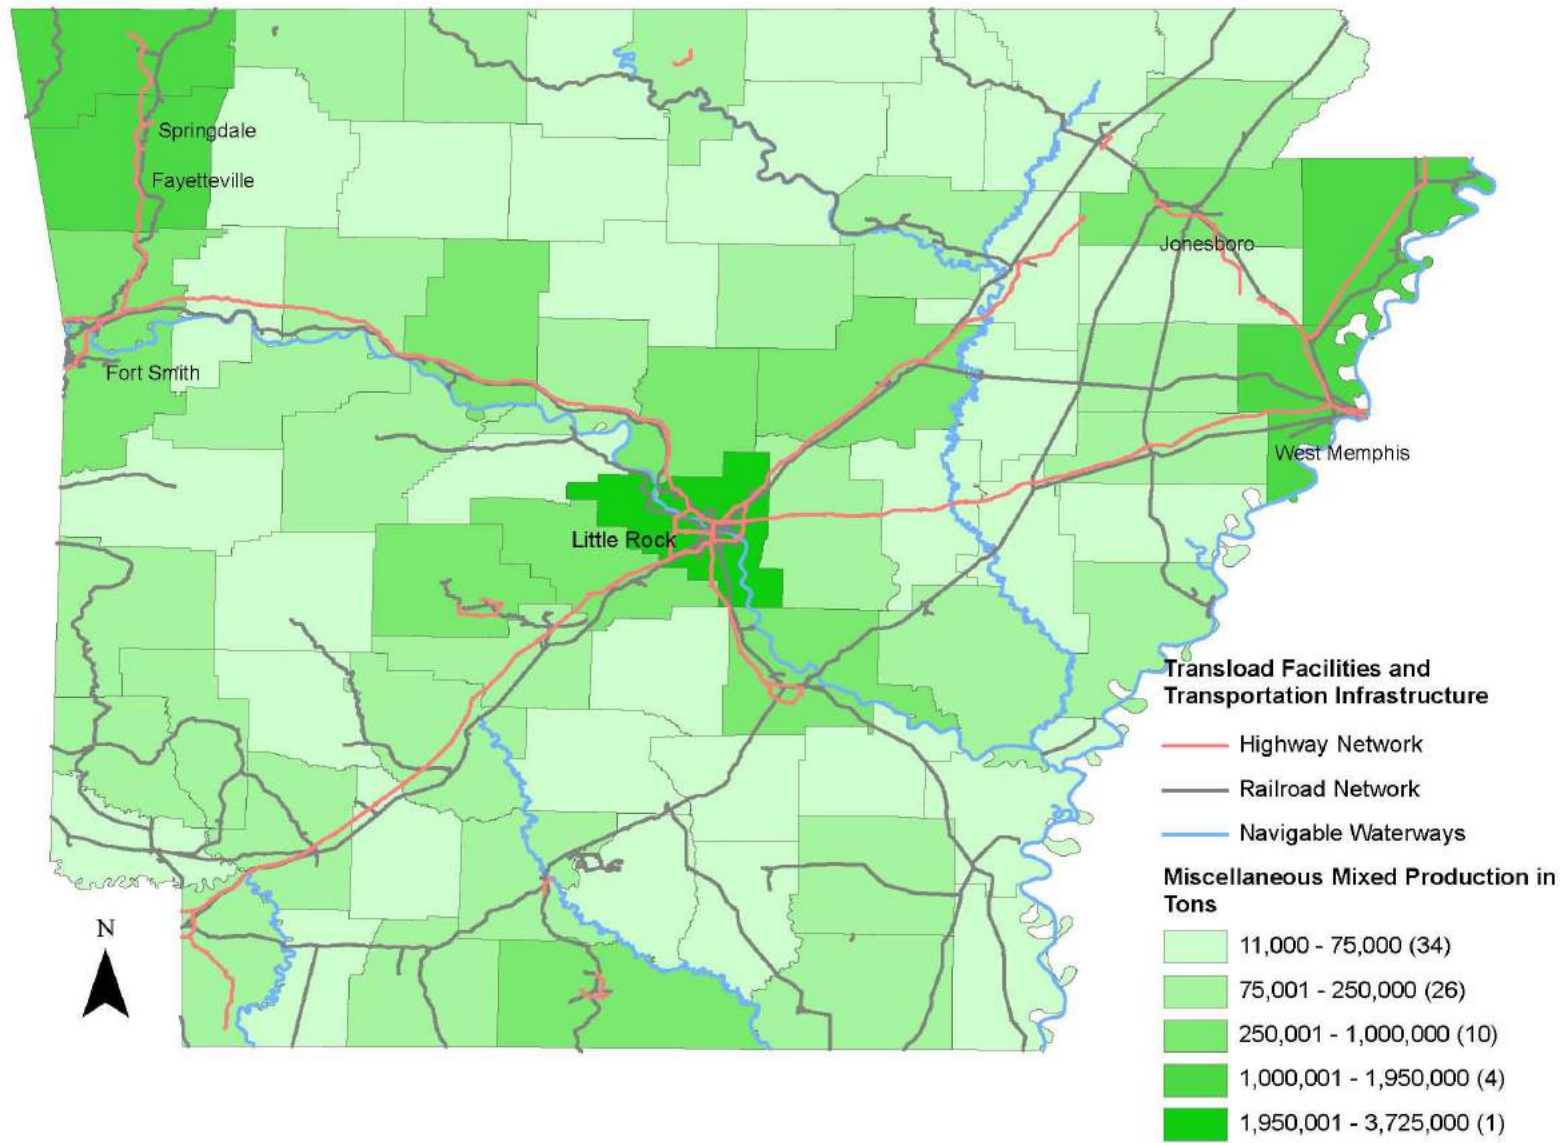 Springdale
Fayetteville
Jonesboro
Fort Smith
West Memphis
Little Rock
N
Transload Facilities and
Transportation Infrastructure
Highway Network
Railroad Network
Navigable Waterways
Miscellaneous Mixed Production in
Tons
11,000 - 75,000 (34)
75,001 - 250,000 (26)
250,001 - 1,000,000 (10)
1,000,001 - 1,950,000 (4)
1,950,001 - 3,725,000 (1)